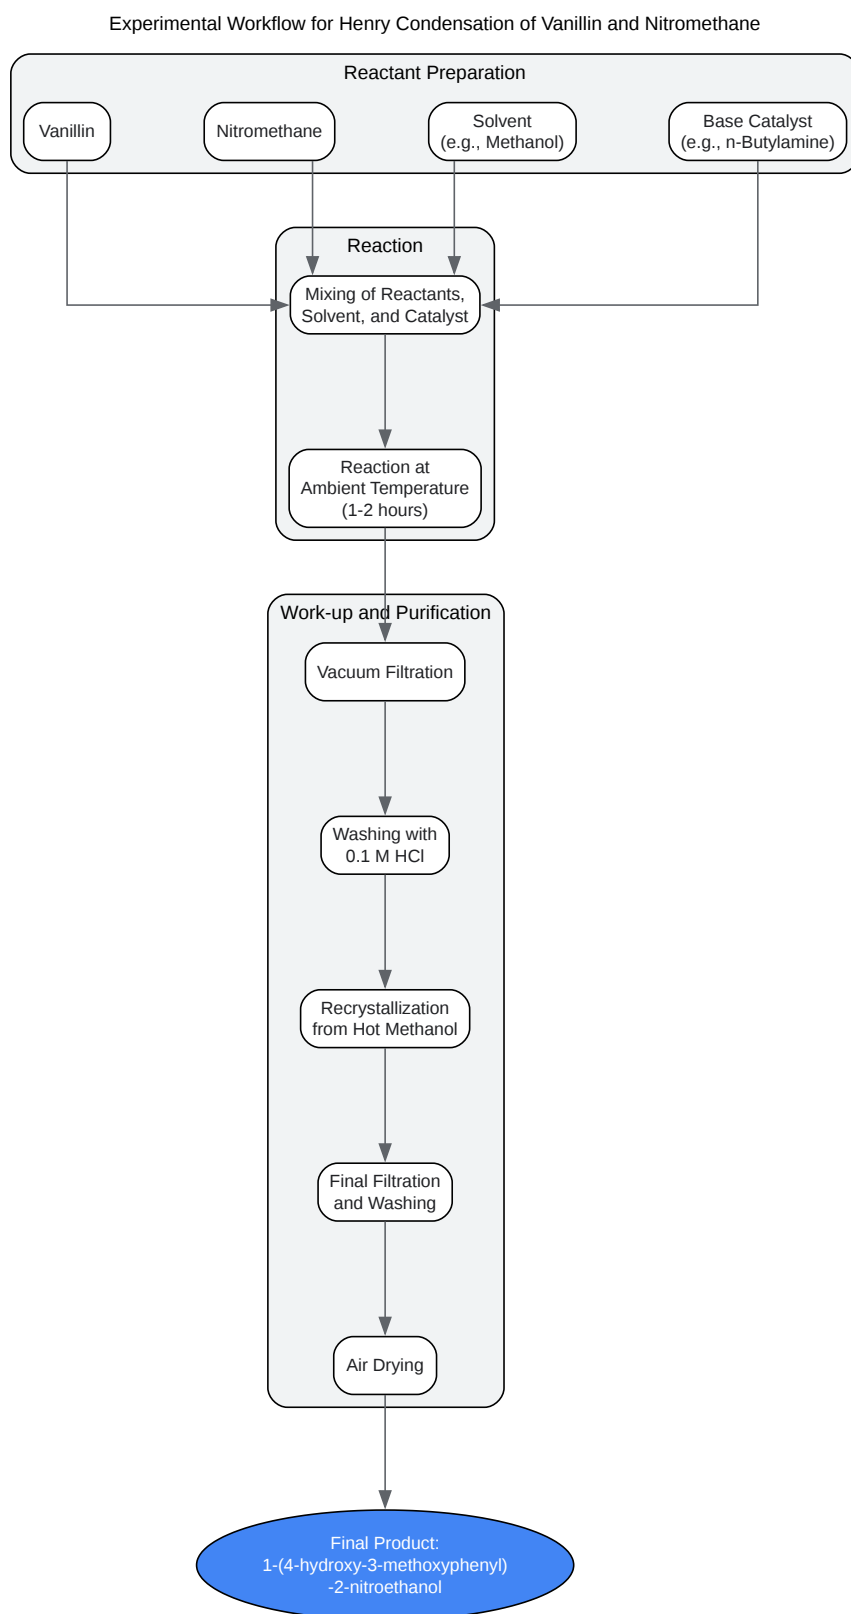 Experimental Workflow for Henry Condensation of Vanillin and Nitromethane
Reactant Preparation
Vanillin
Nitromethane
Solvent
(e.g., Methanol)
Base Catalyst
(e.g., n-Butylamine)
Reaction
Mixing of Reactants,
Solvent, and Catalyst
Reaction at
Ambient Temperature
(1-2 hours)
Work-up and Purification
Vacuum Filtration
Washing with
0.1 M HCl
Recrystallization
from Hot Methanol
Final Filtration
and Washing
Air Drying
Final Product:
1-(4-hydroxy-3-methoxyphenyl)
-2-nitroethanol